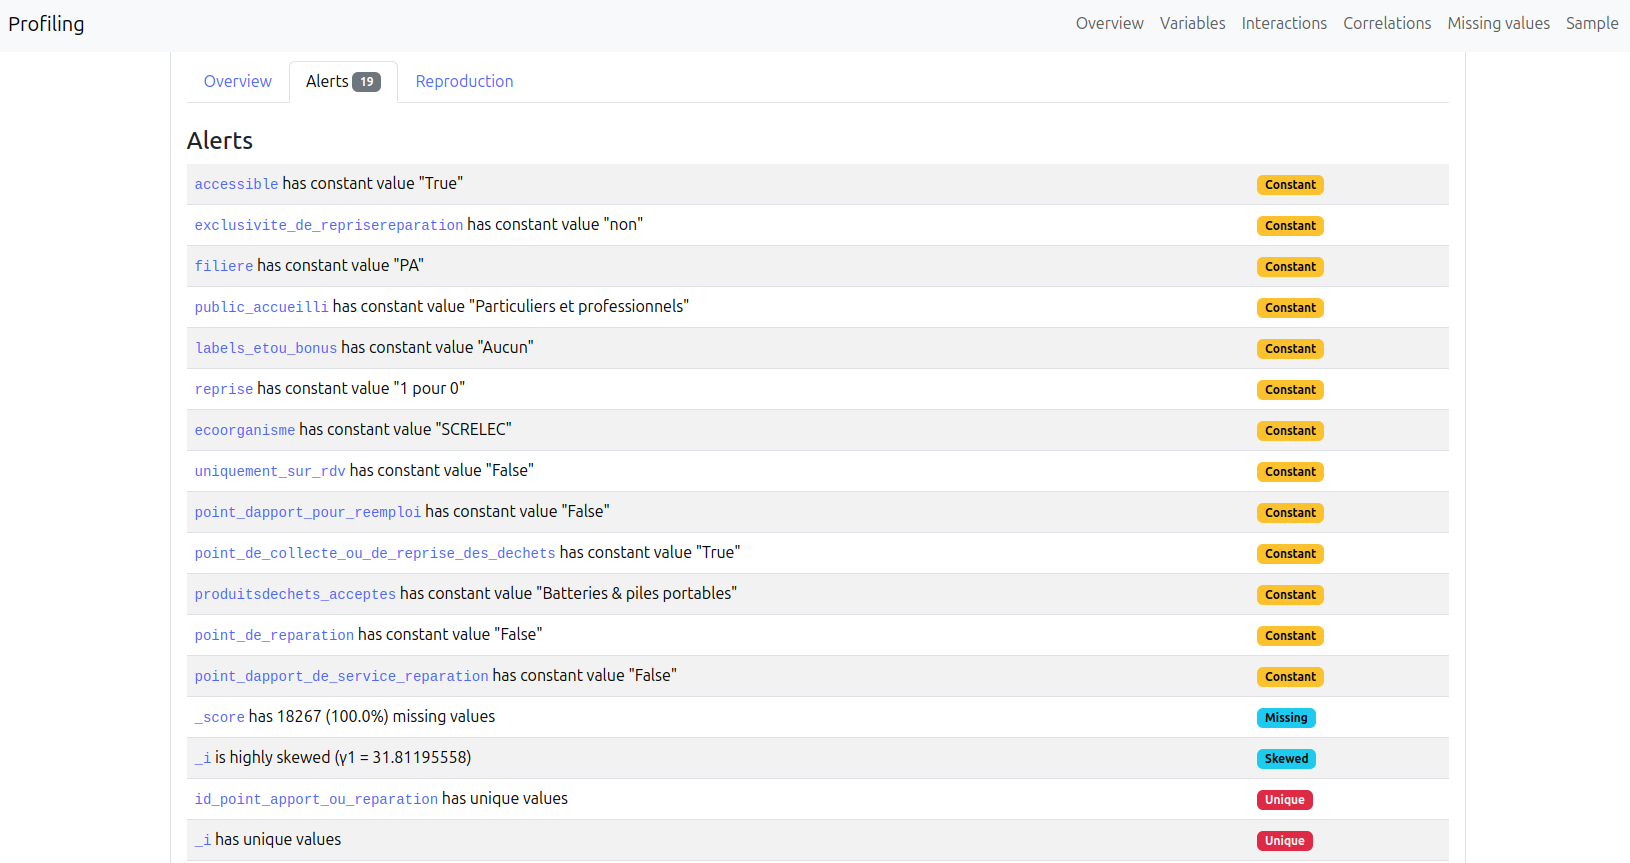 Profiling
Overview Variables Interactions Correlations Missing values Sample
Overview Alerts 19 Reproduction
Alerts
accessible has constant value "True" Constant
exclusivite_de_reprisereparation has constant value "non" Constant
filiere has constant value "PA" Constant
public_accueilli has constant value "Particuliers et professionnels" Constant
labels_etou_bonus has constant value "Aucun" Constant
reprise has constant value "1 pour 0" Constant
ecoorganisme has constant value "SCRELEC" Constant
uniquement_sur_rdv has constant value "False" Constant
point_dapport_pour_reemploi has constant value "False" Constant
point_de_collecte_ou_de_reprise_des_dechets has constant value "True" Constant
produitsdechets_acceptes has constant value "Batteries & piles portables" Constant
point_de_reparation has constant value "False" Constant
point_dapport_de_service_reparation has constant value "False" Constant
_score has 18267 (100.0%) missing values Missing
_i is highly skewed (γ1 = 31.81195558) Skewed
id_point_apport_ou_reparation has unique values Unique
_i has unique values Unique